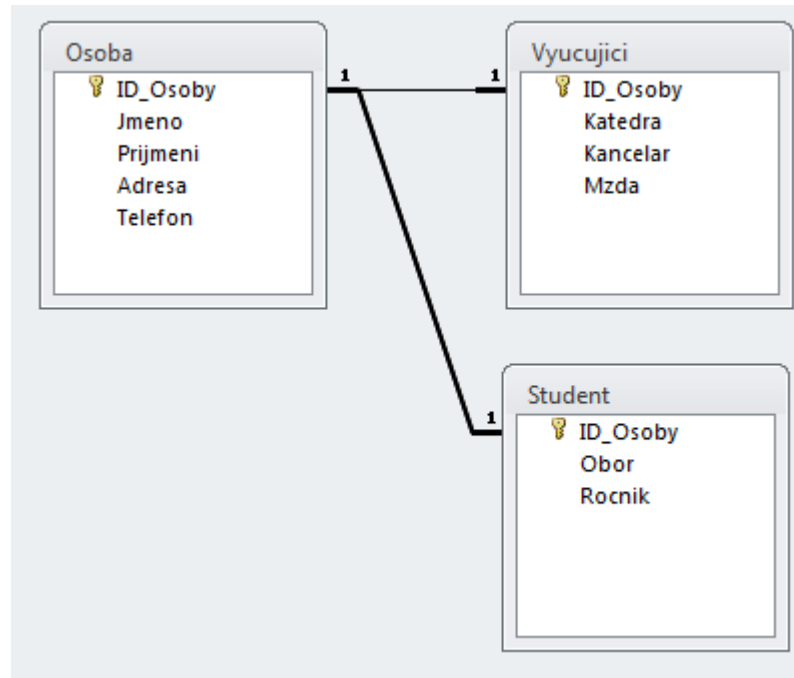 Osoba
ID_Osoby
Jmeno
Prijmeni
Adresa
Telefon
1
1
Vyucujici
ID_Osoby
Katedra
Kancelar
Mzda
1
Student
ID_Osoby
Obor
Rocnik